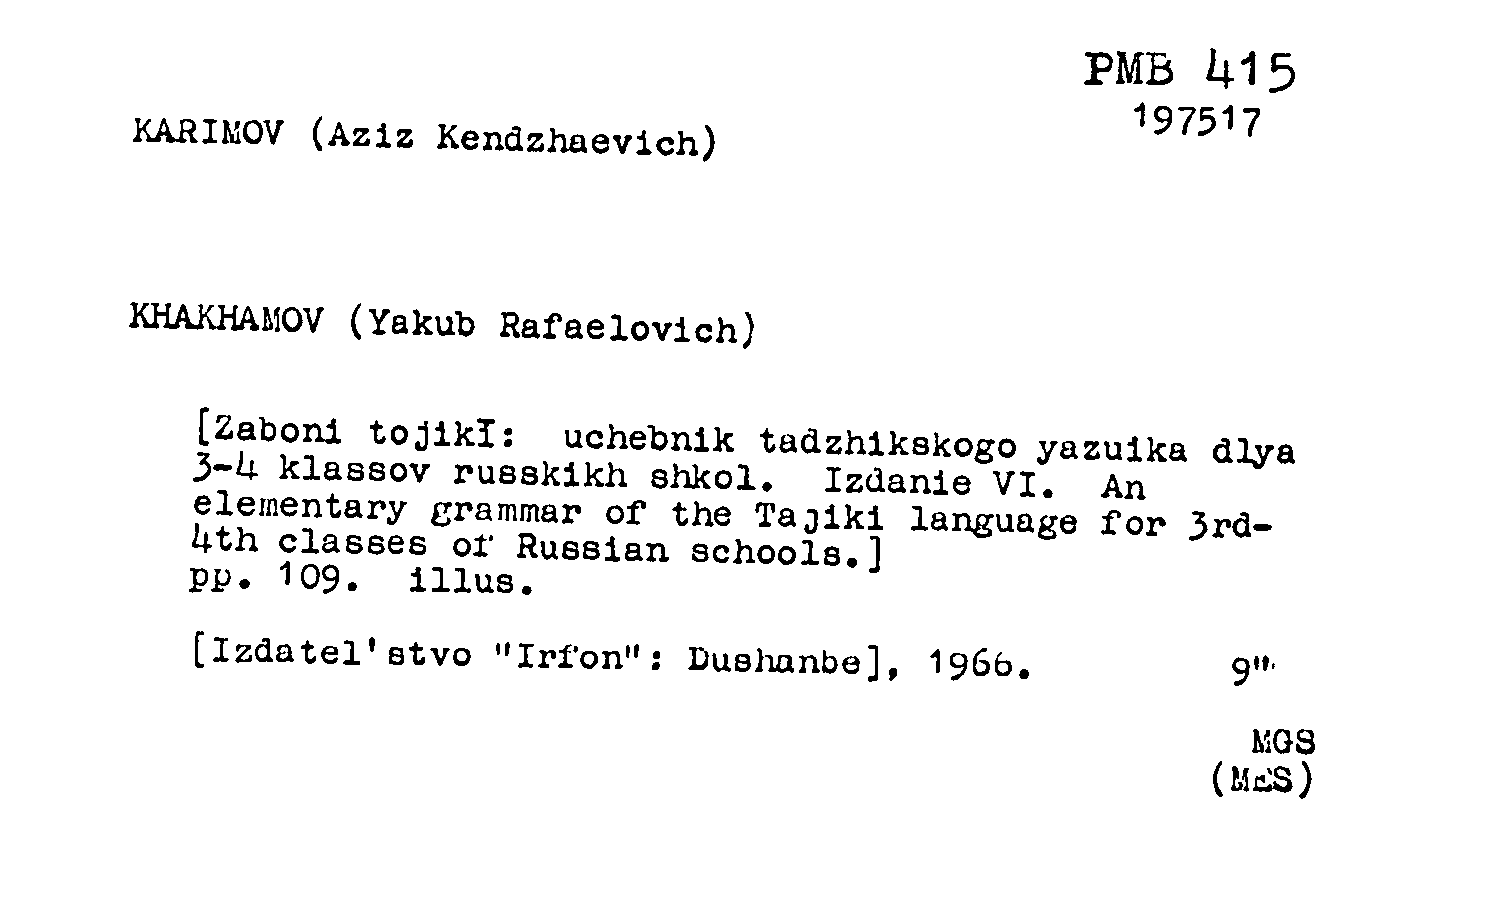 PMB 415
197517
KARIMOV (Aziz Kendzhaevich)
KHAKHAMOV (Yakub Rafaelovich)
[Zaboni tojikī: uchebnik tadzhikskogo yazuika dlya
3-4 klassov russkikh shkol. Izdanie VI. An
elementary grammar of the Tajiki language for 3rd-
4th classes of Russian schools.]
pp. 109. illus.
[Izdatel'stvo "Irfon": Dushanbe], 1966. 9"
MGS